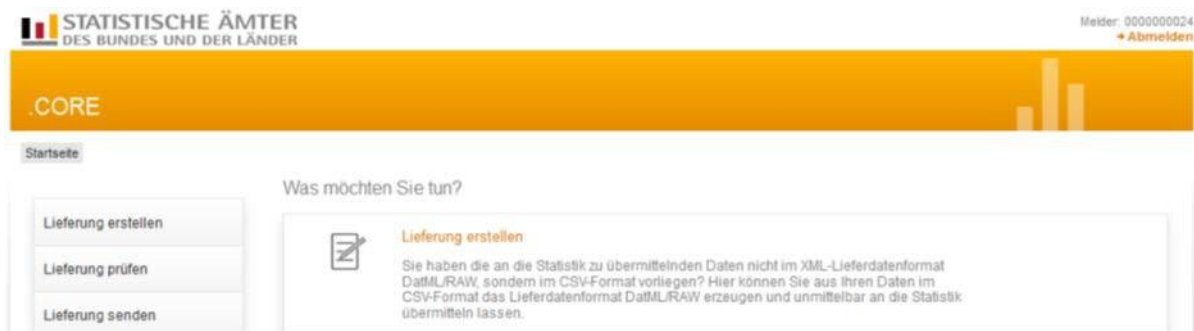 STATISTISCHE ÄMTER
DES BUNDES UND DER LÄNDER
Melder: 0000000024
Abmelden
.CORE
Startseite
Was möchten Sie tun?
Lieferung erstellen
Lieferung prüfen
Lieferung senden
Lieferung erstellen
Sie haben die an die Statistik zu übermittelnden Daten nicht im XML-Lieferdatenformat
DatML/RAW, sondern im CSV-Format vorliegen? Hier können Sie aus Ihren Daten im
CSV-Format das Lieferdatenformat DatML/RAW erzeugen und unmittelbar an die Statistik
übermitteln lassen.